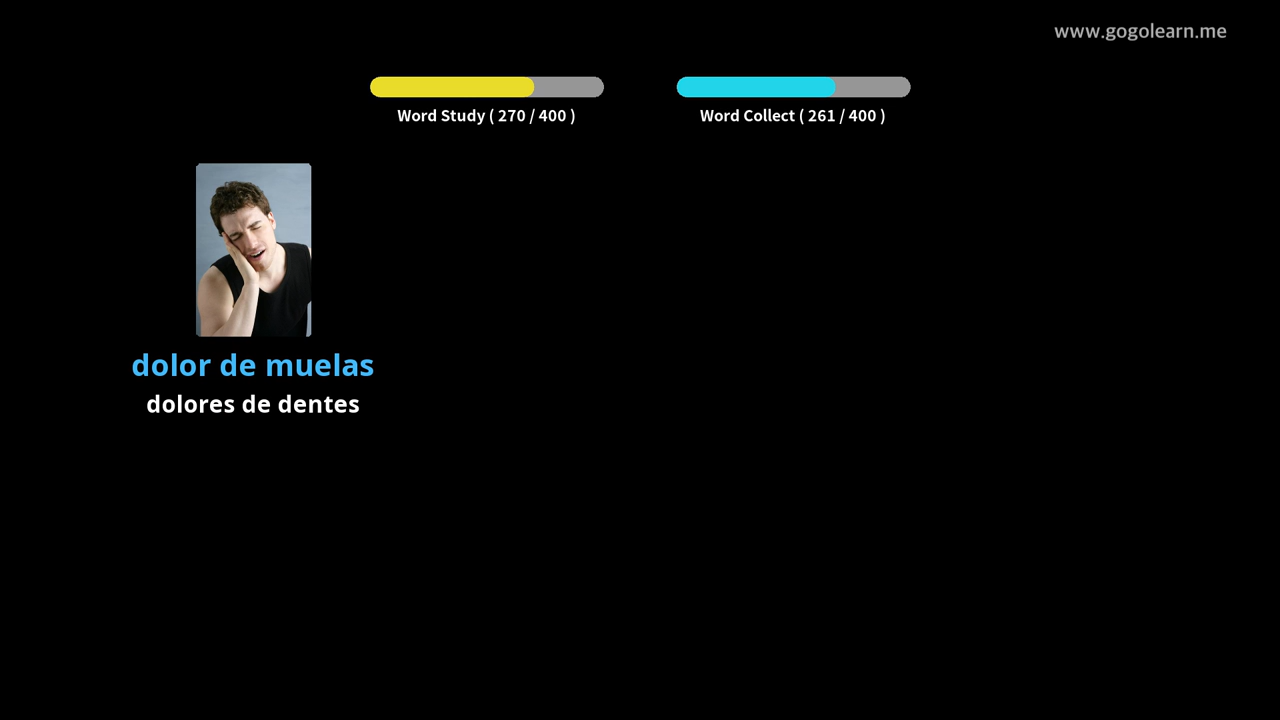 www.gogolearn.me
Word Study ( 270 / 400 )
Word Collect ( 261 / 400 )
dolor de muelas
dolores de dentes